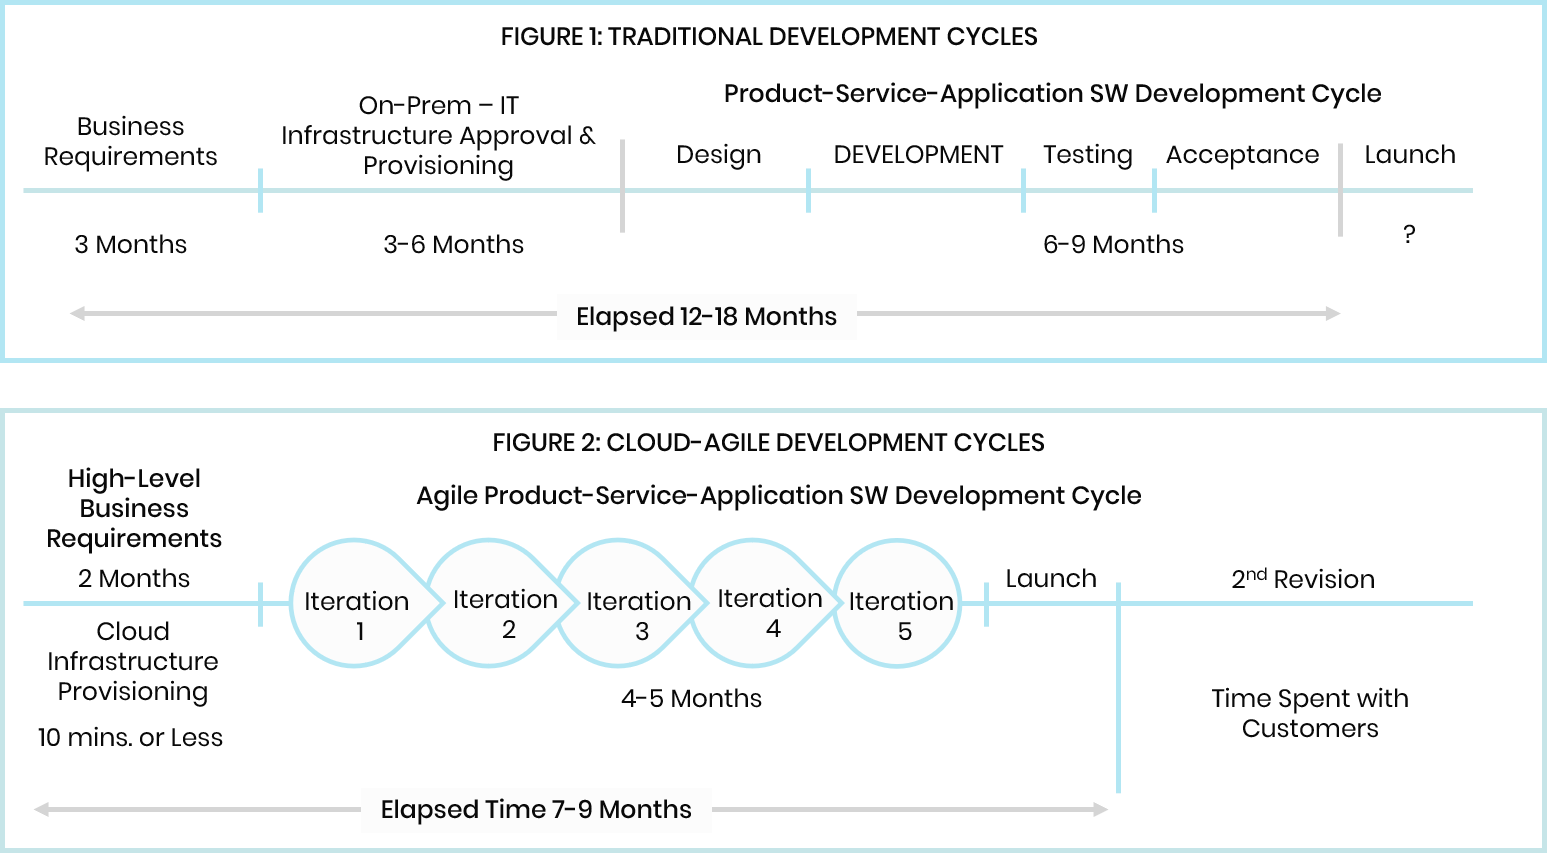 FIGURE 1: TRADITIONAL DEVELOPMENT CYCLES
Product-Service-Application SW Development Cycle
Business
Requirements
On-Prem – IT
Infrastructure Approval &
Provisioning
Design
DEVELOPMENT
Testing
Acceptance
Launch
3 Months
3-6 Months
6-9 Months
?
Elapsed 12-18 Months
FIGURE 2: CLOUD-AGILE DEVELOPMENT CYCLES
Agile Product-Service-Application SW Development Cycle
High-Level
Business
Requirements
2 Months
Cloud
Infrastructure
Provisioning
10 mins. or Less
Iteration
1
Iteration
2
Iteration
3
Iteration
4
Iteration
5
4-5 Months
Launch
2nd Revision
Time Spent with
Customers
Elapsed Time 7-9 Months